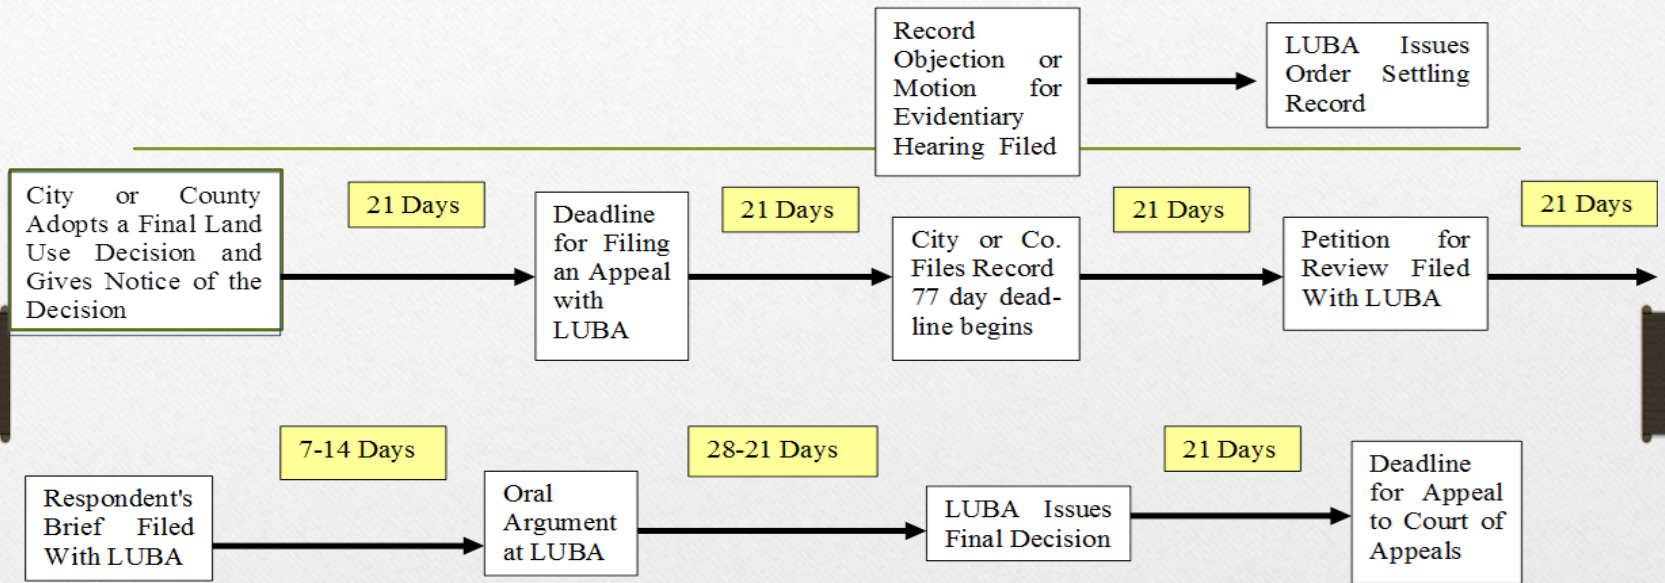 Record
Objection or
Motion for
Evidentiary
Hearing Filed
LUBA Issues
Order Settling
Record
City or County
Adopts a Final Land
Use Decision and
Gives Notice of the
Decision
21 Days
Deadline
for Filing
an Appeal
with
LUBA
21 Days
City or Co.
Files Record
77 day dead-
line begins
21 Days
Petition for
Review Filed
With LUBA
21 Days
Respondent's
Brief Filed
With LUBA
7-14 Days
Oral
Argument
at LUBA
28-21 Days
LUBA Issues
Final Decision
21 Days
Deadline
for Appeal
to Court of
Appeals